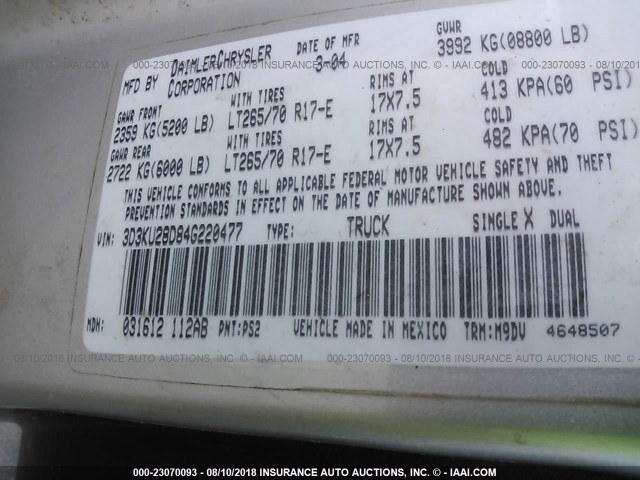 MFD BY DAIMLERCHRYSLER CORPORATION DATE OF MFR 3-04 GVWR 3992 KG(08800 LB)
GAWR FRONT WITH TIRES RIMS AT COLD
2359 KG(5200 LB) LT265/70 R17-E 17X7.5 413 KPA(60 PSI)
GAWR REAR WITH TIRES RIMS AT COLD
2722 KG(6000 LB) LT265/70 R17-E 17X7.5 482 KPA(70 PSI)
THIS VEHICLE CONFORMS TO ALL APPLICABLE FEDERAL MOTOR VEHICLE SAFETY AND THEFT
PREVENTION STANDARDS IN EFFECT ON THE DATE OF MANUFACTURE SHOWN ABOVE.
VIN: 3D3KU28D84G220477 TYPE: TRUCK SINGLE X DUAL
MDH: 031612 112AB PNT:PS2 VEHICLE MADE IN MEXICO TRM:M9DV 4648507
000-23070093 - 08/10/2018 INSURANCE AUTO AUCTIONS, INC. - © IAAI.COM